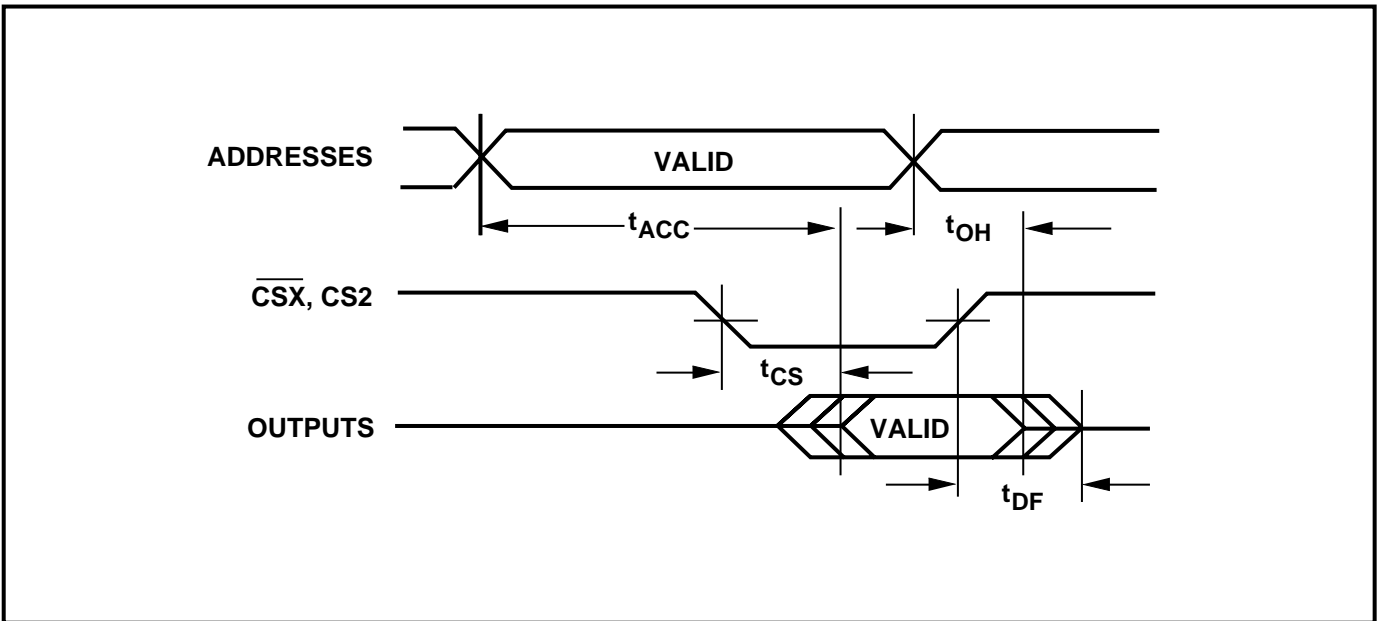 ADDRESSES
VALID
tACC
tOH
CSX, CS2
tCS
OUTPUTS
VALID
tDF